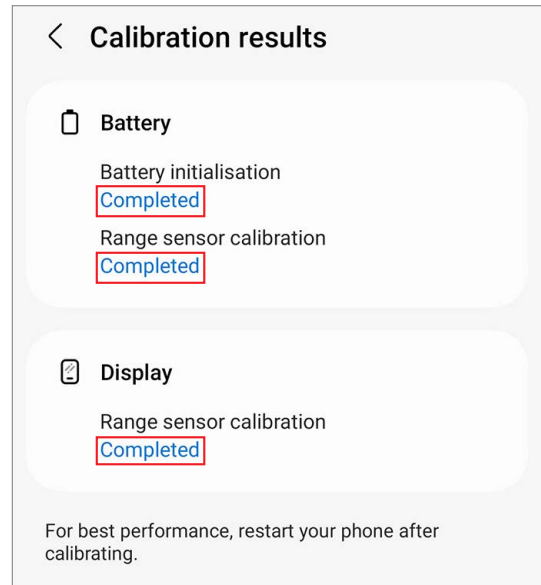 Calibration results
Battery
Battery initialisation
Completed
Range sensor calibration
Completed
Display
Range sensor calibration
Completed
For best performance, restart your phone after
calibrating.